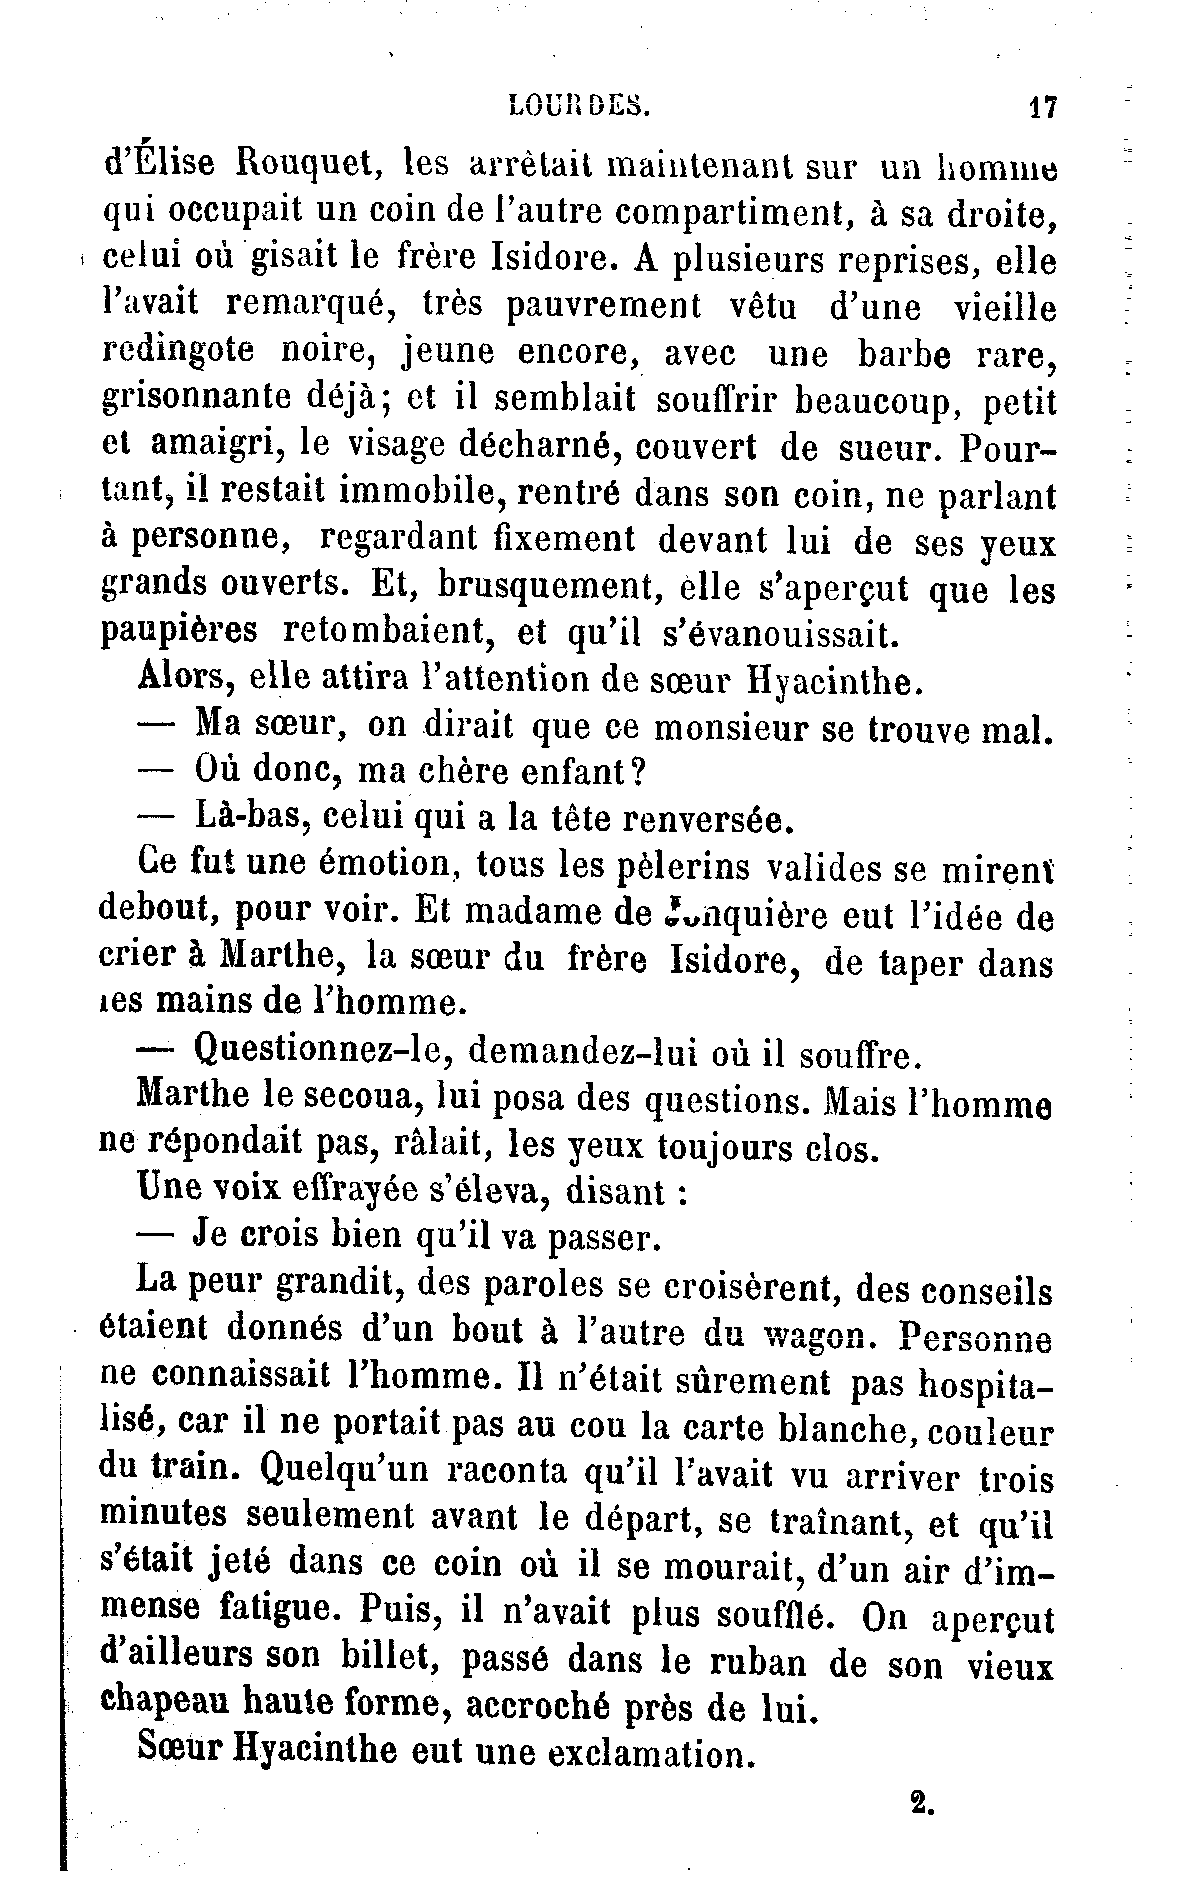 LOURDES. 17
d'Élise Rouquet, les arrêtait maintenant sur un homme
qui occupait un coin de l'autre compartiment, à sa droite,
celui où gisait le frère Isidore. A plusieurs reprises, elle
l'avait remarqué, très pauvrement vêtu d'une vieille
redingote noire, jeune encore, avec une barbe rare,
grisonnante déjà; et il semblait souffrir beaucoup, petit
et amaigri, le visage décharné, couvert de sueur. Pour-
tant, il restait immobile, rentré dans son coin, ne parlant
à personne, regardant fixement devant lui de ses yeux
grands ouverts. Et, brusquement, elle s'aperçut que les
paupières retombaient, et qu'il s'évanouissait.
Alors, elle attira l'attention de sœur Hyacinthe.
— Ma sœur, on dirait que ce monsieur se trouve mal.
— Où donc, ma chère enfant?
— Là-bas, celui qui a la tête renversée.
Ce fut une émotion, tous les pèlerins valides se mirent
debout, pour voir. Et madame de Jonquière eut l'idée de
crier à Marthe, la sœur du frère Isidore, de taper dans
les mains de l'homme.
— Questionnez-le, demandez-lui où il souffre.
Marthe le secoua, lui posa des questions. Mais l'homme
ne répondait pas, râlait, les yeux toujours clos.
Une voix effrayée s'éleva, disant :
— Je crois bien qu'il va passer.
La peur grandit, des paroles se croisèrent, des conseils
étaient donnés d'un bout à l'autre du wagon. Personne
ne connaissait l'homme. Il n'était sûrement pas hospita-
lisé, car il ne portait pas au cou la carte blanche, couleur
du train. Quelqu'un raconta qu'il l'avait vu arriver trois
minutes seulement avant le départ, se traînant, et qu'il
s'était jeté dans ce coin où il se mourait, d'un air d'im-
mense fatigue. Puis, il n'avait plus soufflé. On aperçut
d'ailleurs son billet, passé dans le ruban de son vieux
chapeau haute forme, accroché près de lui.
Sœur Hyacinthe eut une exclamation.
2.